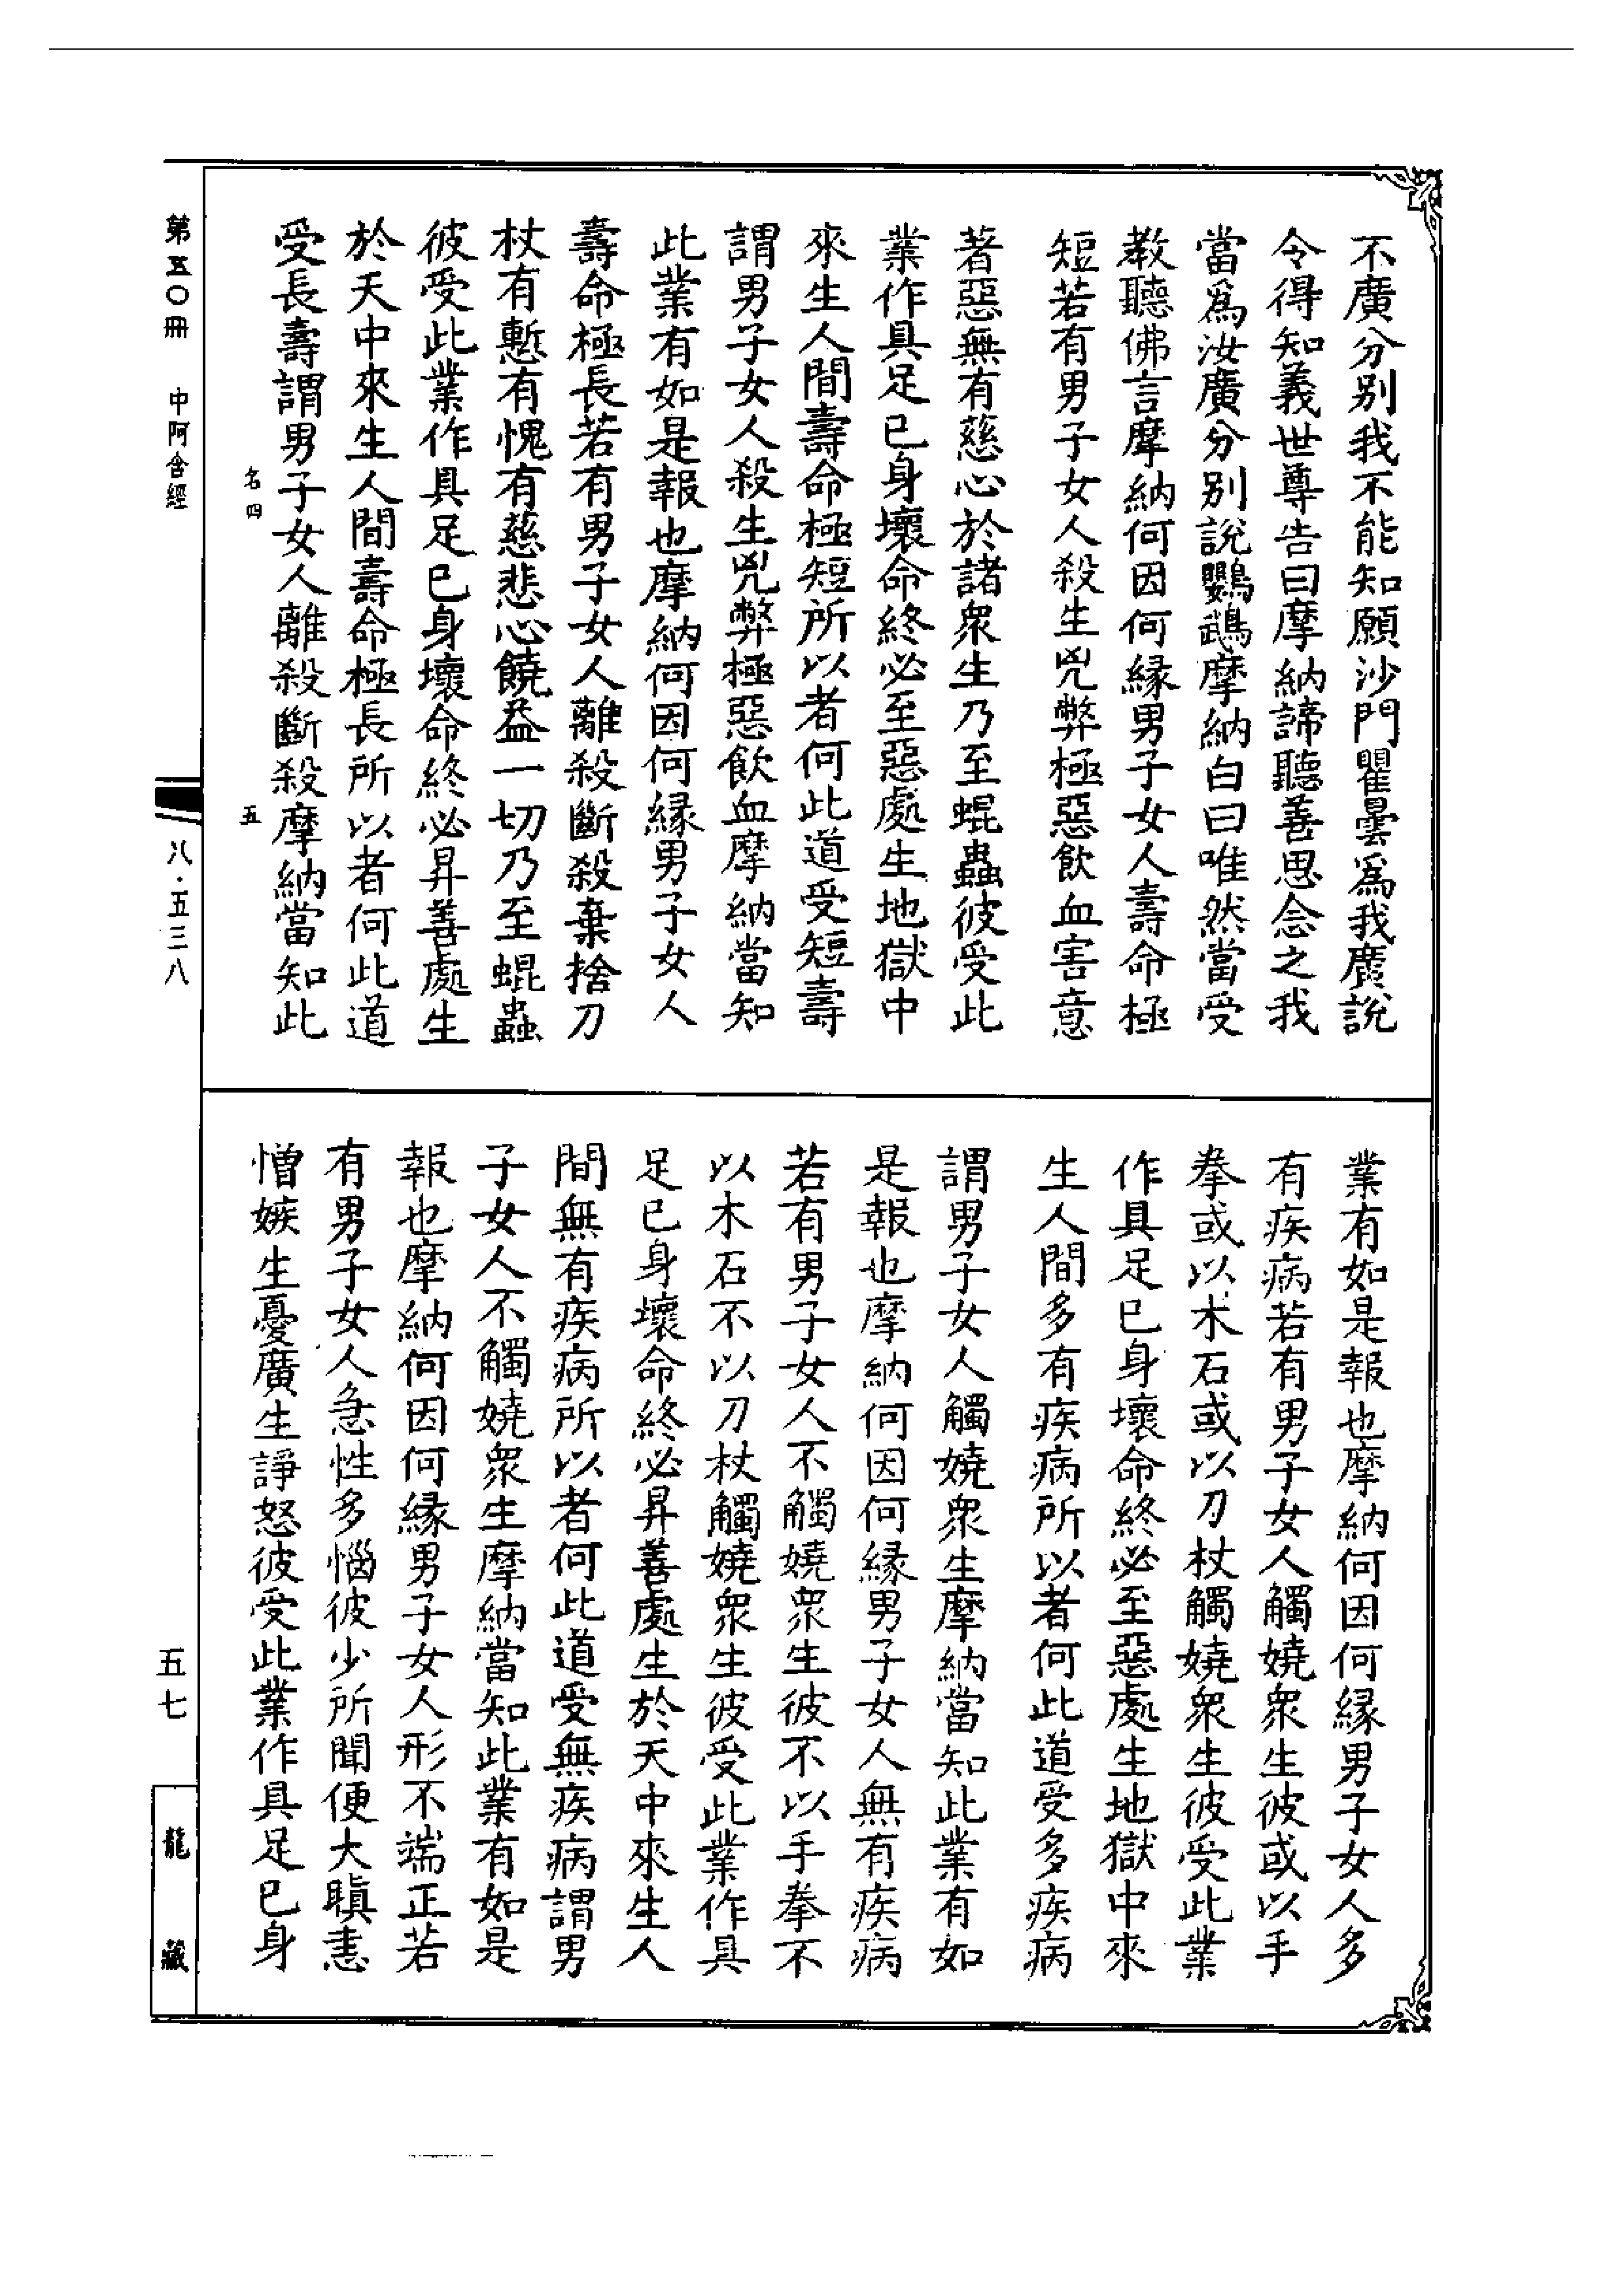 不廣分别我不能知願沙門瞿曇爲我廣說
令得知義世尊告曰摩納諦聽善思念之我
當爲汝廣分别說鸚鵡摩納白曰唯然當受
教聽佛言摩納何因何縁男子女人壽命極
短若有男子女人殺生兇弊極惡飲血害意
著惡無有慈心於諸衆生乃至蜫蟲彼受此
業作具足已身壞命終必至惡處生地獄中
來生人間壽命極短所以者何此道受短壽
謂男子女人殺生兇弊極惡飲血摩納當知
此業有如是報也摩納何因何縁男子女人
壽命極長若有男子女人離殺斷殺棄捨刀
杖有慙有愧有慈悲心饒益一切乃至蜫蟲
彼受此業作具足已身壞命終必昇善處生
於天中來生人間壽命極長所以者何此道
受長壽謂男子女人離殺斷殺摩納當知此
名四
五
業有如是報也摩納何因何縁男子女人多
有疾病若有男子女人觸嬈衆生彼或以手
拳或以木石或以刀杖觸嬈衆生彼受此業
作具足已身壞命終必至惡處生地獄中來
生人間多有疾病所以者何此道受多疾病
謂男子女人觸嬈衆生摩納當知此業有如
是報也摩納何因何縁男子女人無有疾病
若有男子女人不觸嬈衆生彼不以手拳不
以木石不以刀杖觸嬈衆生彼受此業作具
足已身壞命終必昇善處生於天中來生人
間無有疾病所以者何此道受無疾病謂男
子女人不觸嬈衆生摩納當知此業有如是
報也摩納何因何縁男子女人形不端正若
有男子女人急性多惱彼少所聞便大瞋恚
憎嫉生憂廣生諍怒彼受此業作具足已身
第五〇冊 中阿含經
八·五三八
五七
龍藏